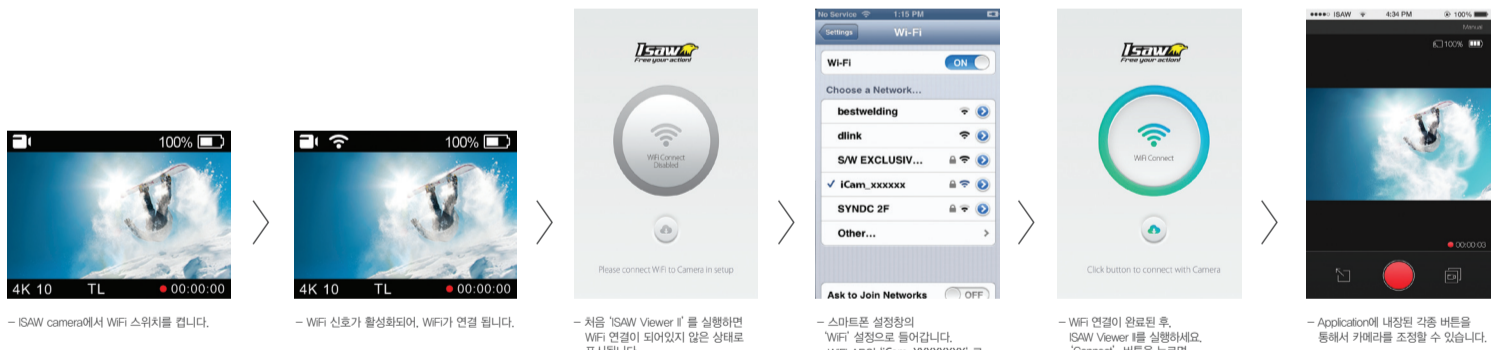 100%
4K 10 TL 00:00:00
- ISAW camera에서 WiFi 스위치를 켭니다.
100%
4K 10 TL 00:00:00
- WiFi 신호가 활성화되어, WiFi가 연결 됩니다.
Isaw
Free your action!
WiFi Connect
Disabled
Please connect WiFi to Camera in setup
- 처음 'ISAW Viewer II' 를 실행하면
WiFi 연결이 되어있지 않은 상태로
No Service 1:15 PM
Settings Wi-Fi
Wi-Fi ON
Choose a Network...
bestwelding
dlink
S/W EXCLUSIV...
✓ iCam_xxxxxx
SYNDC 2F
Other...
Ask to Join Networks OFF
- 스마트폰 설정창의
'WiFi' 설정으로 들어갑니다.
Isaw
Free your action!
WiFi Connect
Click button to connect with Camera
- WiFi 연결이 완료된 후,
ISAW Viewer II를 실행하세요.
ISAW 4:34 PM 100%
Manual
100%
00:00:00
- Application에 내장된 각종 버튼을
통해서 카메라를 조정할 수 있습니다.